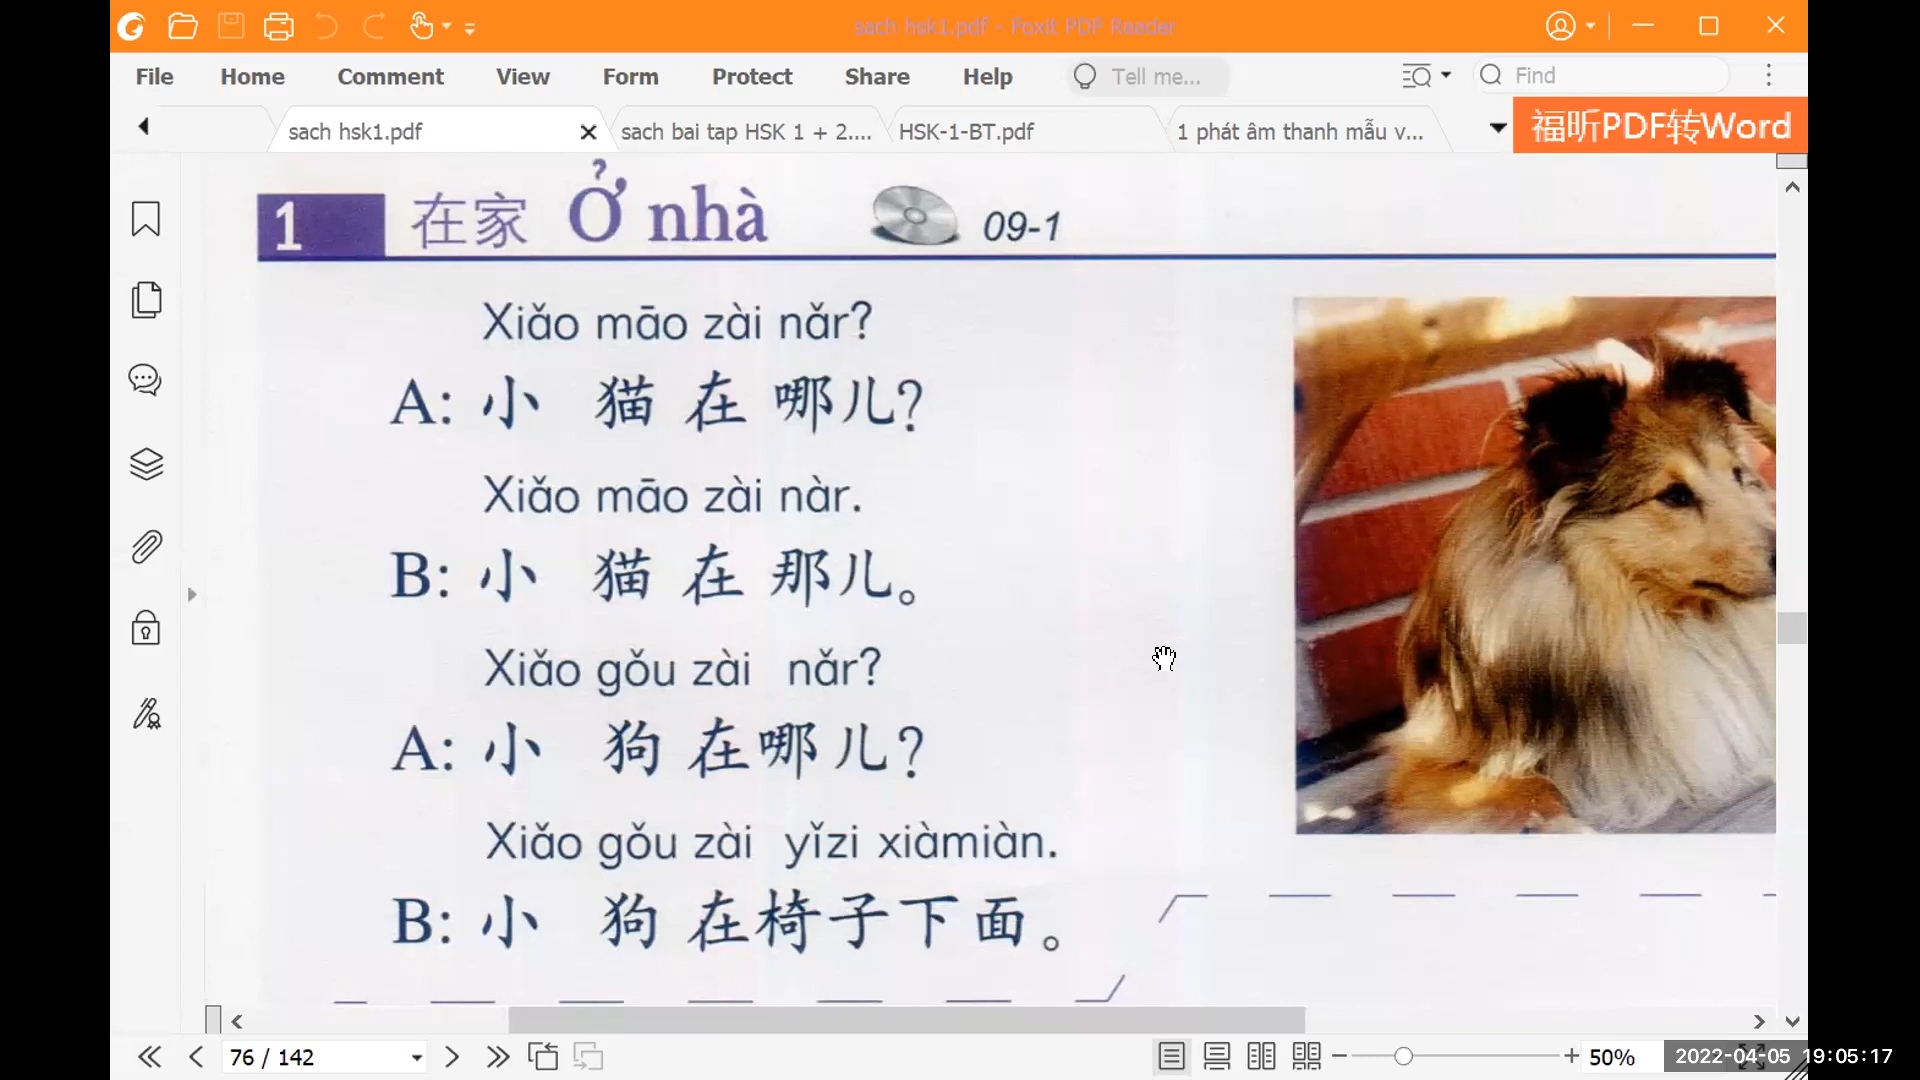 sach hsk1.pdf - Foxit PDF Reader
File Home Comment View Form Protect Share Help Tell me... Find
sach hsk1.pdf sach bai tap HSK 1 + 2.... HSK-1-BT.pdf 1 phát âm thanh mẫu v... 福昕PDF转Word
1 在家 Ở nhà 09-1
Xiǎo māo zài nǎr?
A: 小 猫 在 哪儿?
Xiǎo māo zài nàr.
B: 小 猫 在 那儿。
Xiǎo gǒu zài nǎr?
A: 小 狗 在哪儿?
Xiǎo gǒu zài yǐzi xiàmiàn.
B: 小 狗 在椅子下面。
76 / 142 50% 2022-04-05 19:05:17